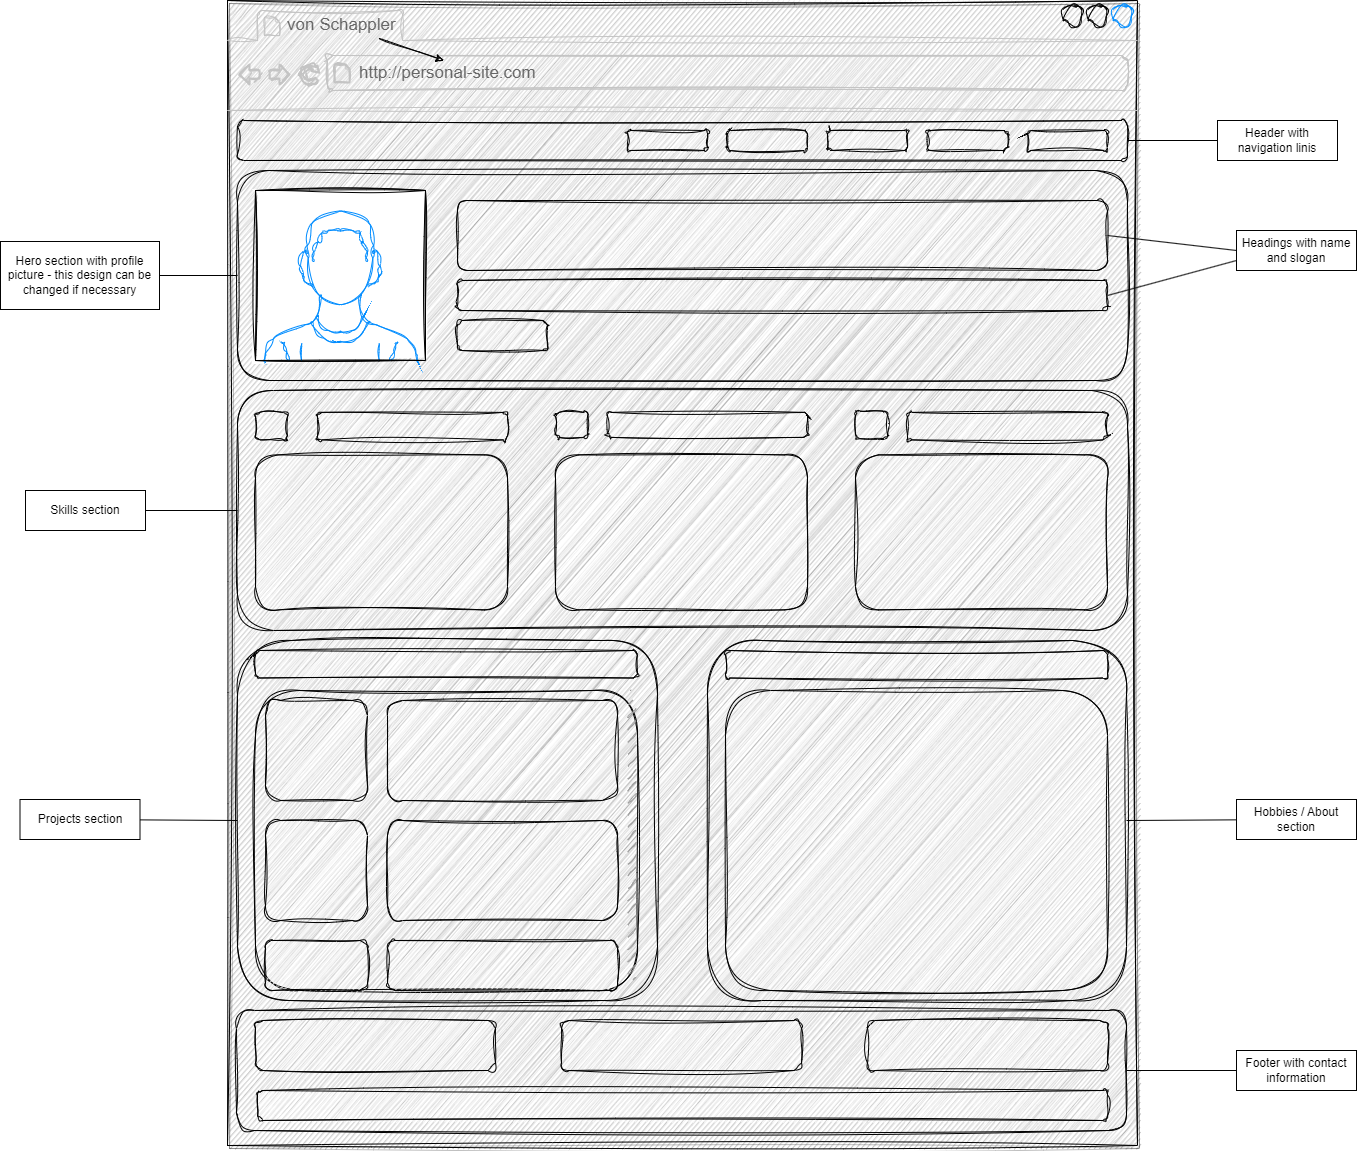 von Schappler
http://personal-site.com
Header with
navigation linis
Hero section with profile
picture - this design can be
changed if necessary
Headings with name
and slogan
Skills section
Projects section
Hobbies / About
section
Footer with contact
information